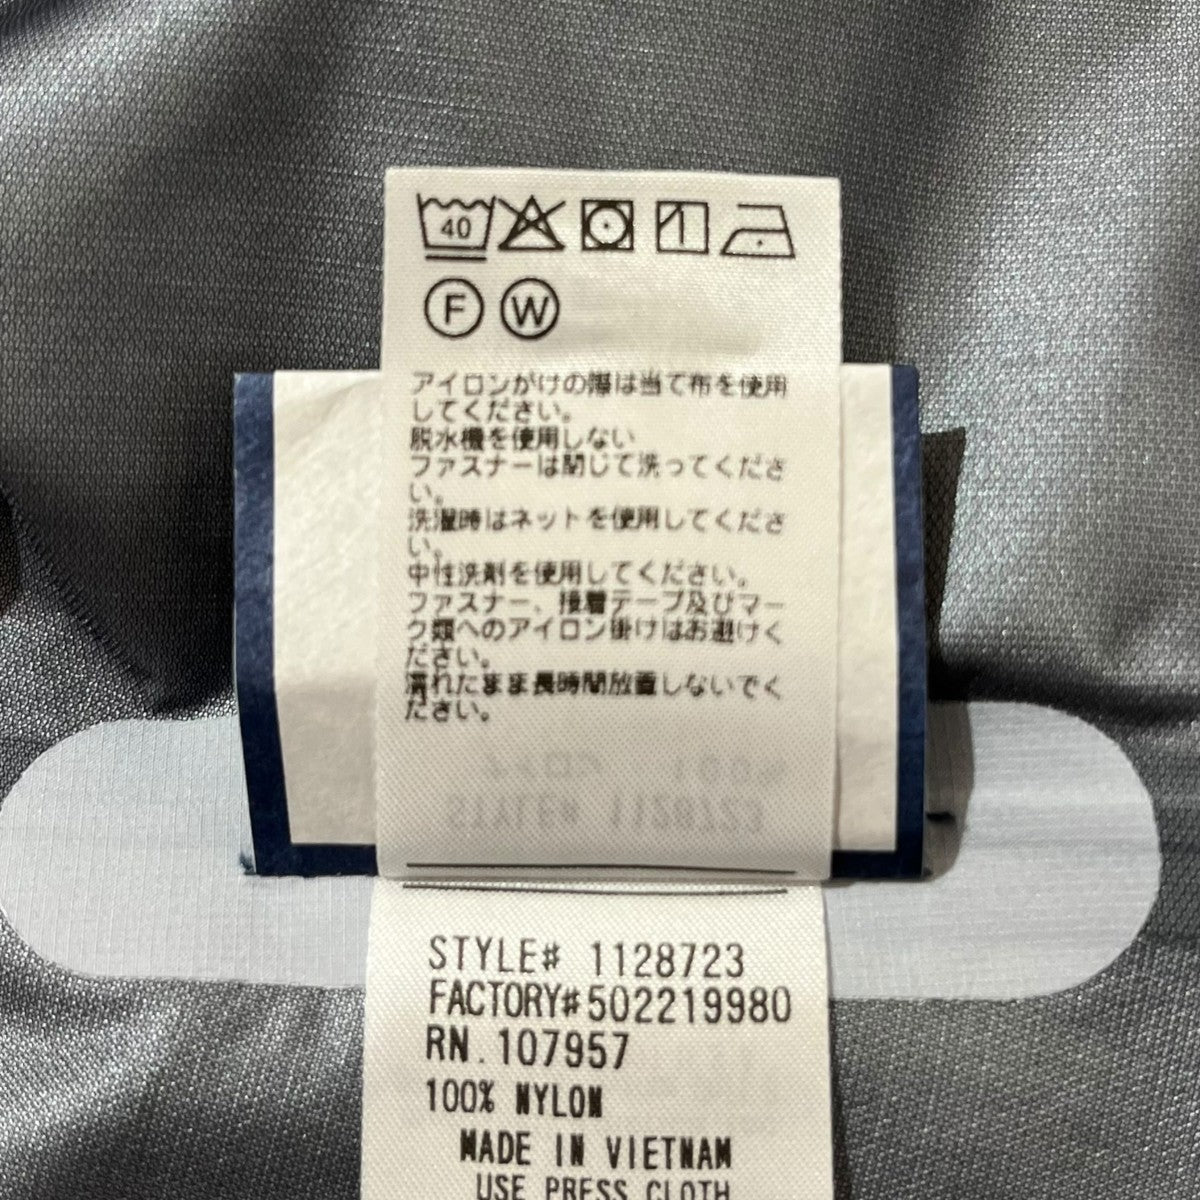 40
F W
アイロンがけの際は当て布を使用
してください。
脱水機を使用しない
ファスナーは閉じて洗ってくださ
い。
洗濯時はネットを使用してくださ
い。
中性洗剤を使用してください。
ファスナー、接着テープ及びマー
ク類へのアイロン掛けはお避けく
ださい。
濡れたまま長時間放置しないでく
ださい。
STYLE# 1128723
FACTORY#502219980
RN.107957
100% NYLON
MADE IN VIETNAM
USE PRESS CLOTH